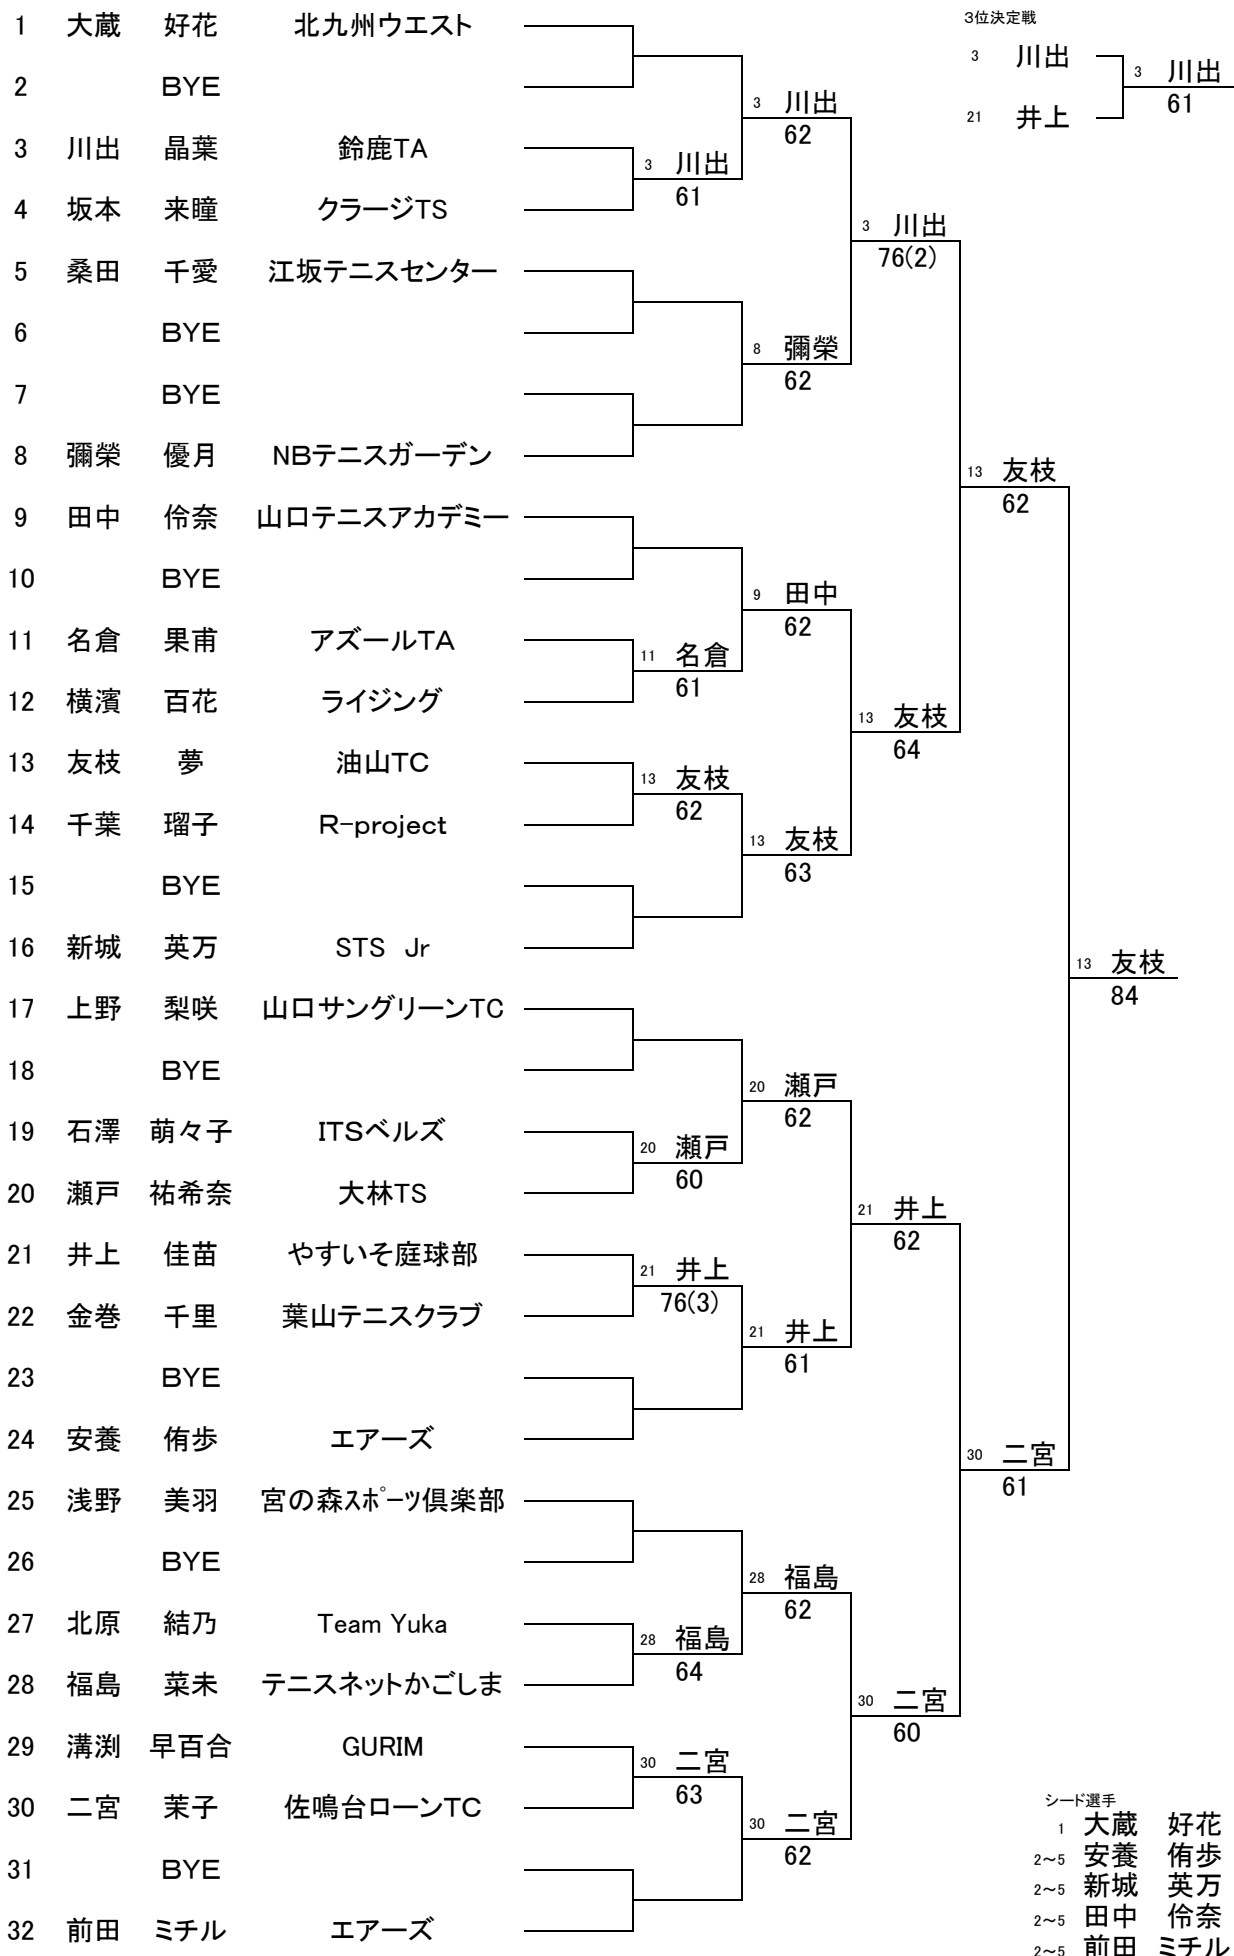 1 大蔵 好花 北九州ウエスト
2 BYE
3 川出 晶葉 鈴鹿TA
4 坂本 来瞳 クラージTS
5 桑田 千愛 江坂テニスセンター
6 BYE
7 BYE
8 彌榮 優月 NBテニスガーデン
9 田中 伶奈 山口テニスアカデミー
10 BYE
11 名倉 果甫 アズールTA
12 横濱 百花 ライジング
13 友枝 夢 油山TC
14 千葉 瑠子 R-project
15 BYE
16 新城 英万 STS Jr
17 上野 梨咲 山口サングリーンTC
18 BYE
19 石澤 萌々子 ITSベルズ
20 瀬戸 祐希奈 大林TS
21 井上 佳苗 やすいそ庭球部
22 金巻 千里 葉山テニスクラブ
23 BYE
24 安養 侑歩 エアーズ
25 浅野 美羽 宮の森スポーツ倶楽部
26 BYE
27 北原 結乃 Team Yuka
28 福島 菜未 テニスネットかごしま
29 溝渕 早百合 GURIM
30 二宮 茉子 佐鳴台ローンTC
31 BYE
32 前田 ミチル エアーズ
3 川出
61
11 名倉
61
13 友枝
62
20 瀬戸
60
21 井上
76(3)
28 福島
64
30 二宮
63
3 川出
62
8 彌榮
62
9 田中
62
13 友枝
63
20 瀬戸
62
21 井上
61
28 福島
62
30 二宮
62
3 川出
76(2)
13 友枝
64
21 井上
62
30 二宮
60
13 友枝
62
30 二宮
61
13 友枝
84
3位決定戦
3 川出
21 井上
3 川出
61
シード選手
1 大蔵 好花
2~5 安養 侑歩
2~5 新城 英万
2~5 田中 伶奈
2~5 前田 ミチル